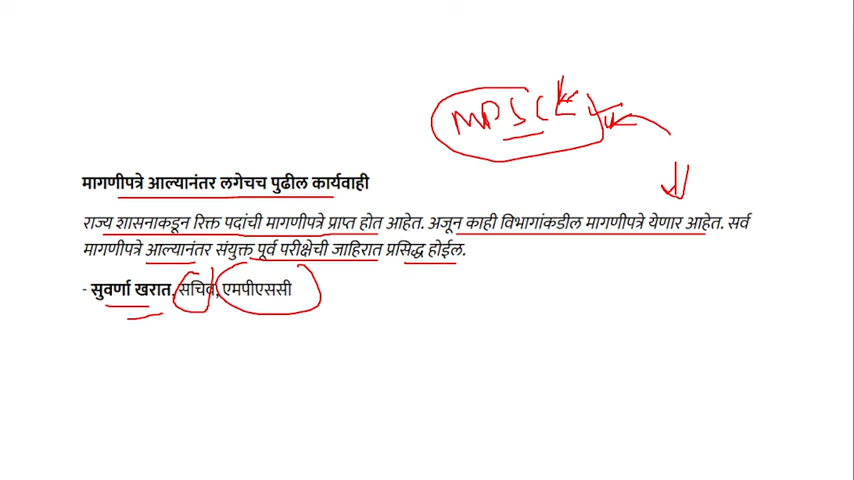 MPSC
मागणीपत्रे आल्यानंतर लगेचच पुढील कार्यवाही
राज्य शासनाकडून रिक्त पदांची मागणीपत्रे प्राप्त होत आहेत. अजून काही विभागांकडील मागणीपत्रे येणार आहेत. सर्व
मागणीपत्रे आल्यानंतर संयुक्त पूर्व परीक्षेची जाहिरात प्रसिद्ध होईल.
- सुवर्णा खरात, सचिव, एमपीएससी